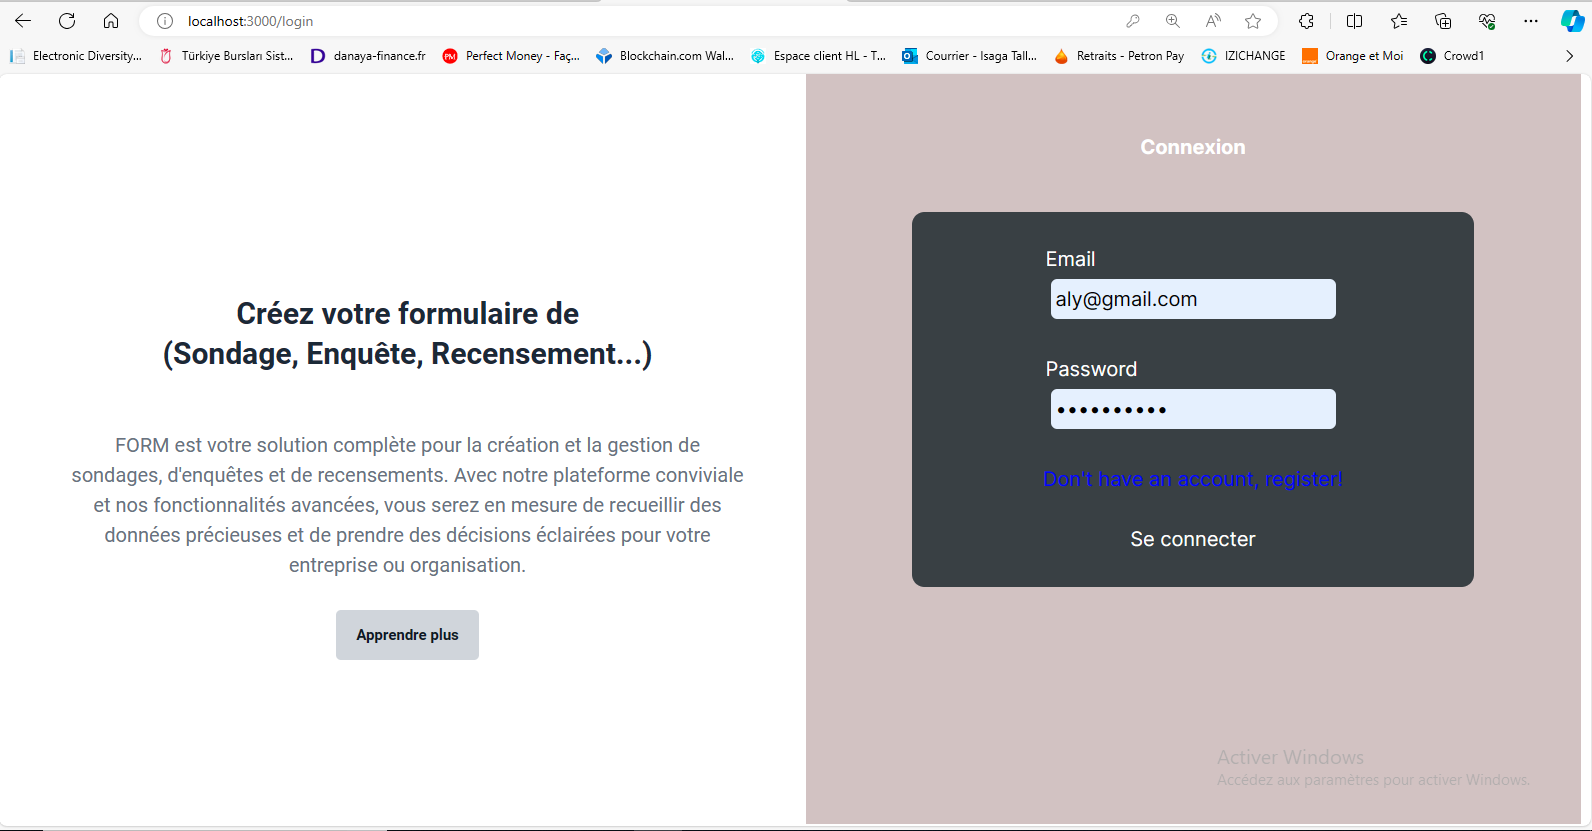 localhost:3000/login
Electronic Diversity...
Türkiye Bursları Sist...
danaya-finance.fr
PM
Perfect Money - Faç...
Blockchain.com Wal...
Espace client HL - T...
Courrier - Isaga Tall...
Retraits - Petron Pay
IZICHANGE
Orange et Moi
Crowd1
Créez votre formulaire de
(Sondage, Enquête, Recensement...)
FORM est votre solution complète pour la création et la gestion de
sondages, d'enquêtes et de recensements. Avec notre plateforme conviviale
et nos fonctionnalités avancées, vous serez en mesure de recueillir des
données précieuses et de prendre des décisions éclairées pour votre
entreprise ou organisation.
Apprendre plus
Connexion
Email
aly@gmail.com
Password
••••••••••
Don't have an account, register!
Se connecter
Activer Windows
Accédez aux paramètres pour activer Windows.